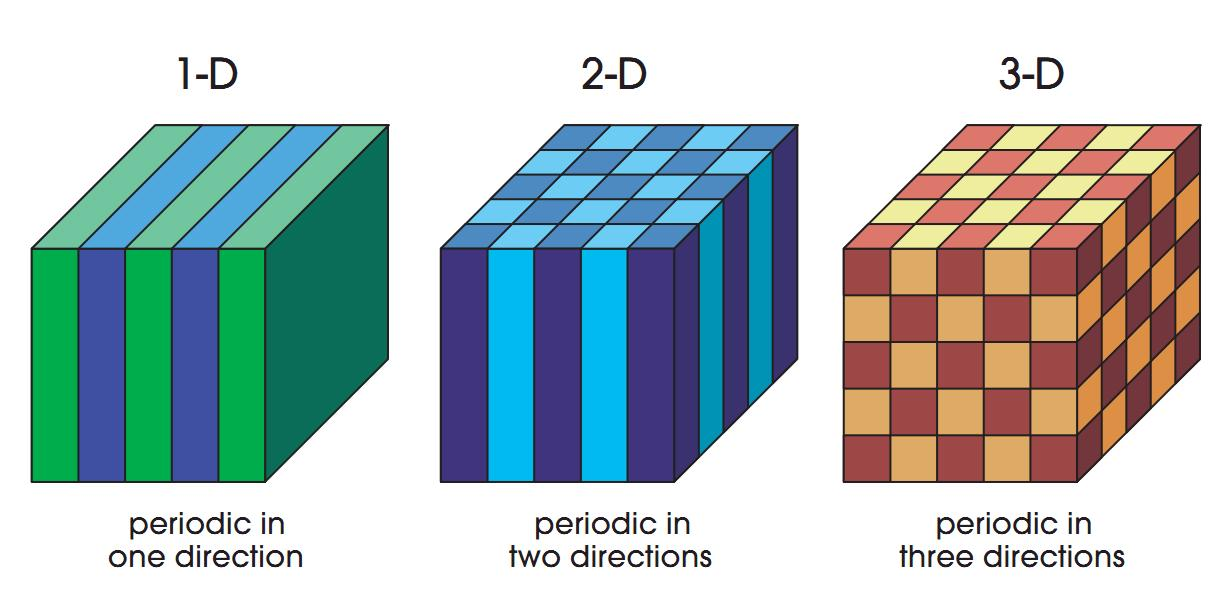 1-D
2-D
3-D
periodic in
one direction
periodic in
two directions
periodic in
three directions